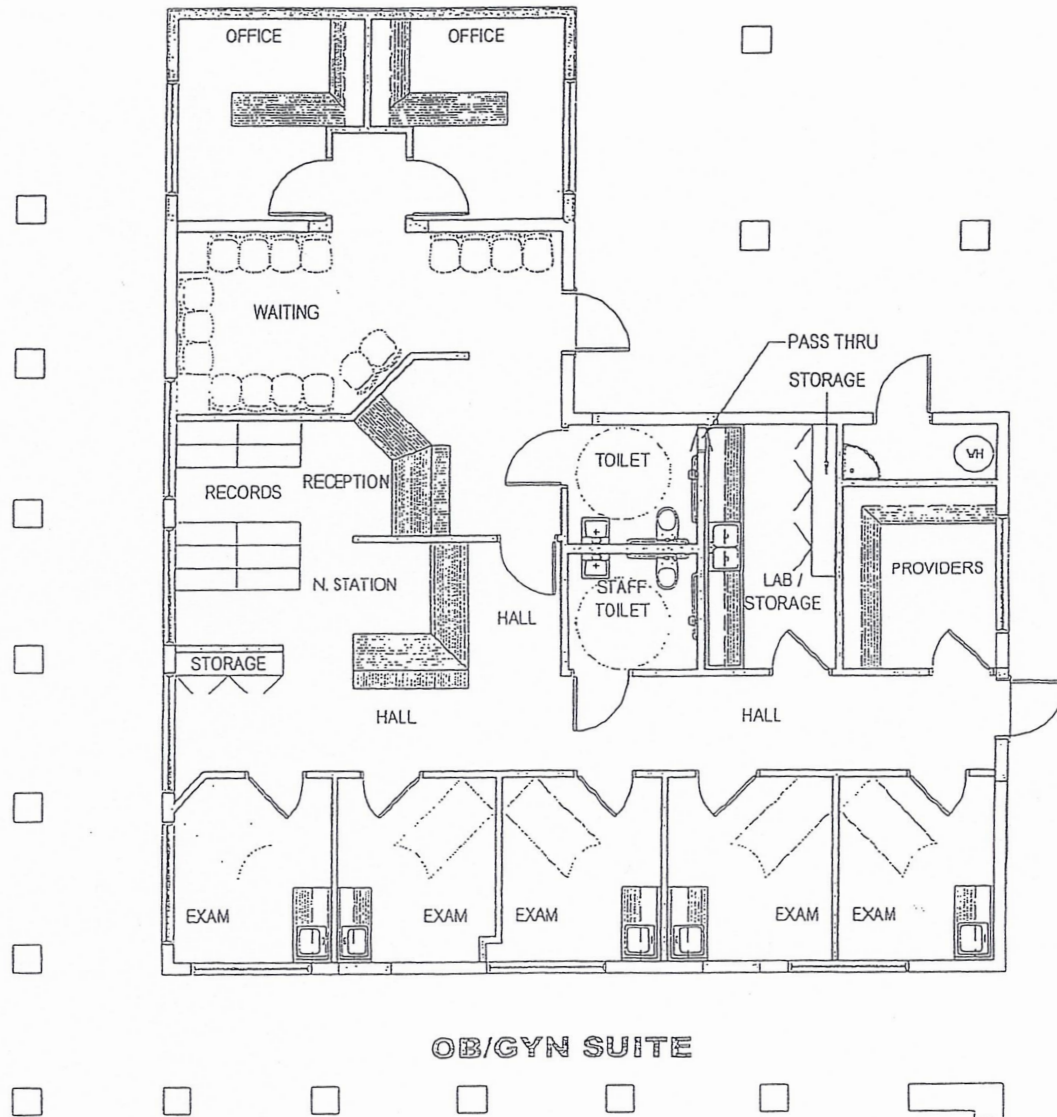 OFFICE
OFFICE
WAITING
PASS THRU
STORAGE
TOILET
WH
RECORDS
RECEPTION
N. STATION
HALL
STAFF
TOILET
LAB /
STORAGE
PROVIDERS
STORAGE
HALL
HALL
EXAM
EXAM
EXAM
EXAM
EXAM
OB/GYN SUITE